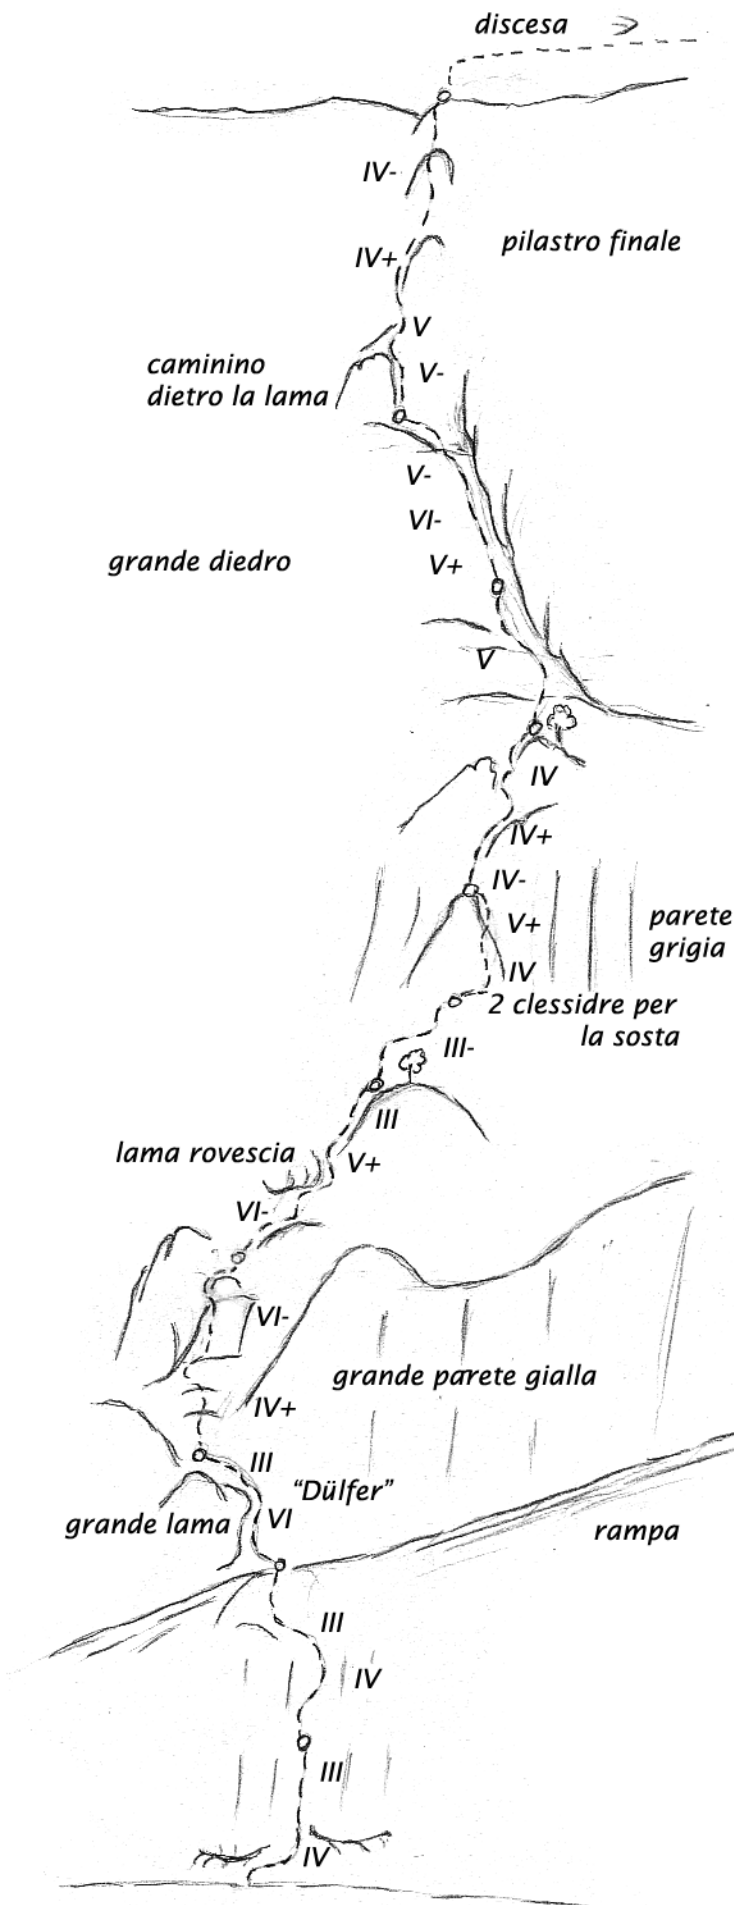 discesa
IV-
pilastro finale
IV+
V
caminino
dietro la lama
V-
V-
VI-
grande diedro
V+
V
IV
IV+
IV-
V+
parete
grigia
IV
2 clessidre per
la sosta
III-
III
lama rovescia
V+
VI-
VI-
grande parete gialla
IV+
III
“Dülfer”
grande lama
VI
rampa
III
IV
III
IV